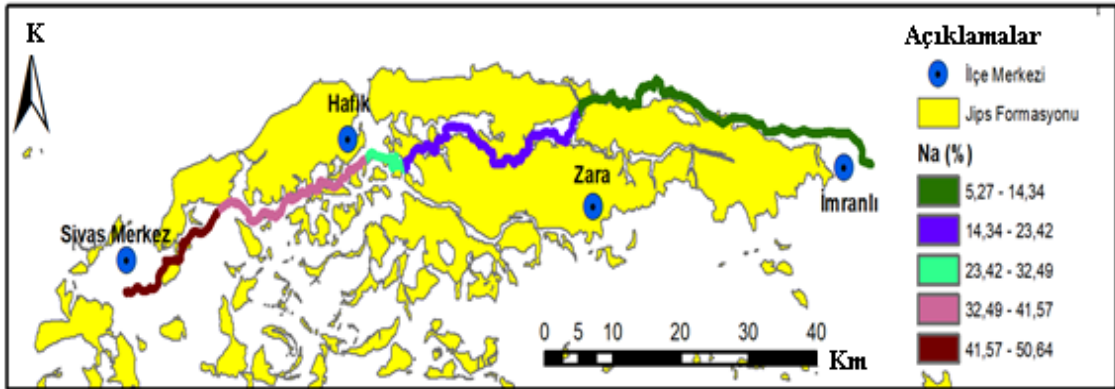 K
Hafik
Zara
İmranlı
Sivas Merkez
0 5 10 20 30 40
Km
Açıklamalar
İlçe Merkezi
Jips Formasyonu
Na (%)
5,27 - 14,34
14,34 - 23,42
23,42 - 32,49
32,49 - 41,57
41,57 - 50,64